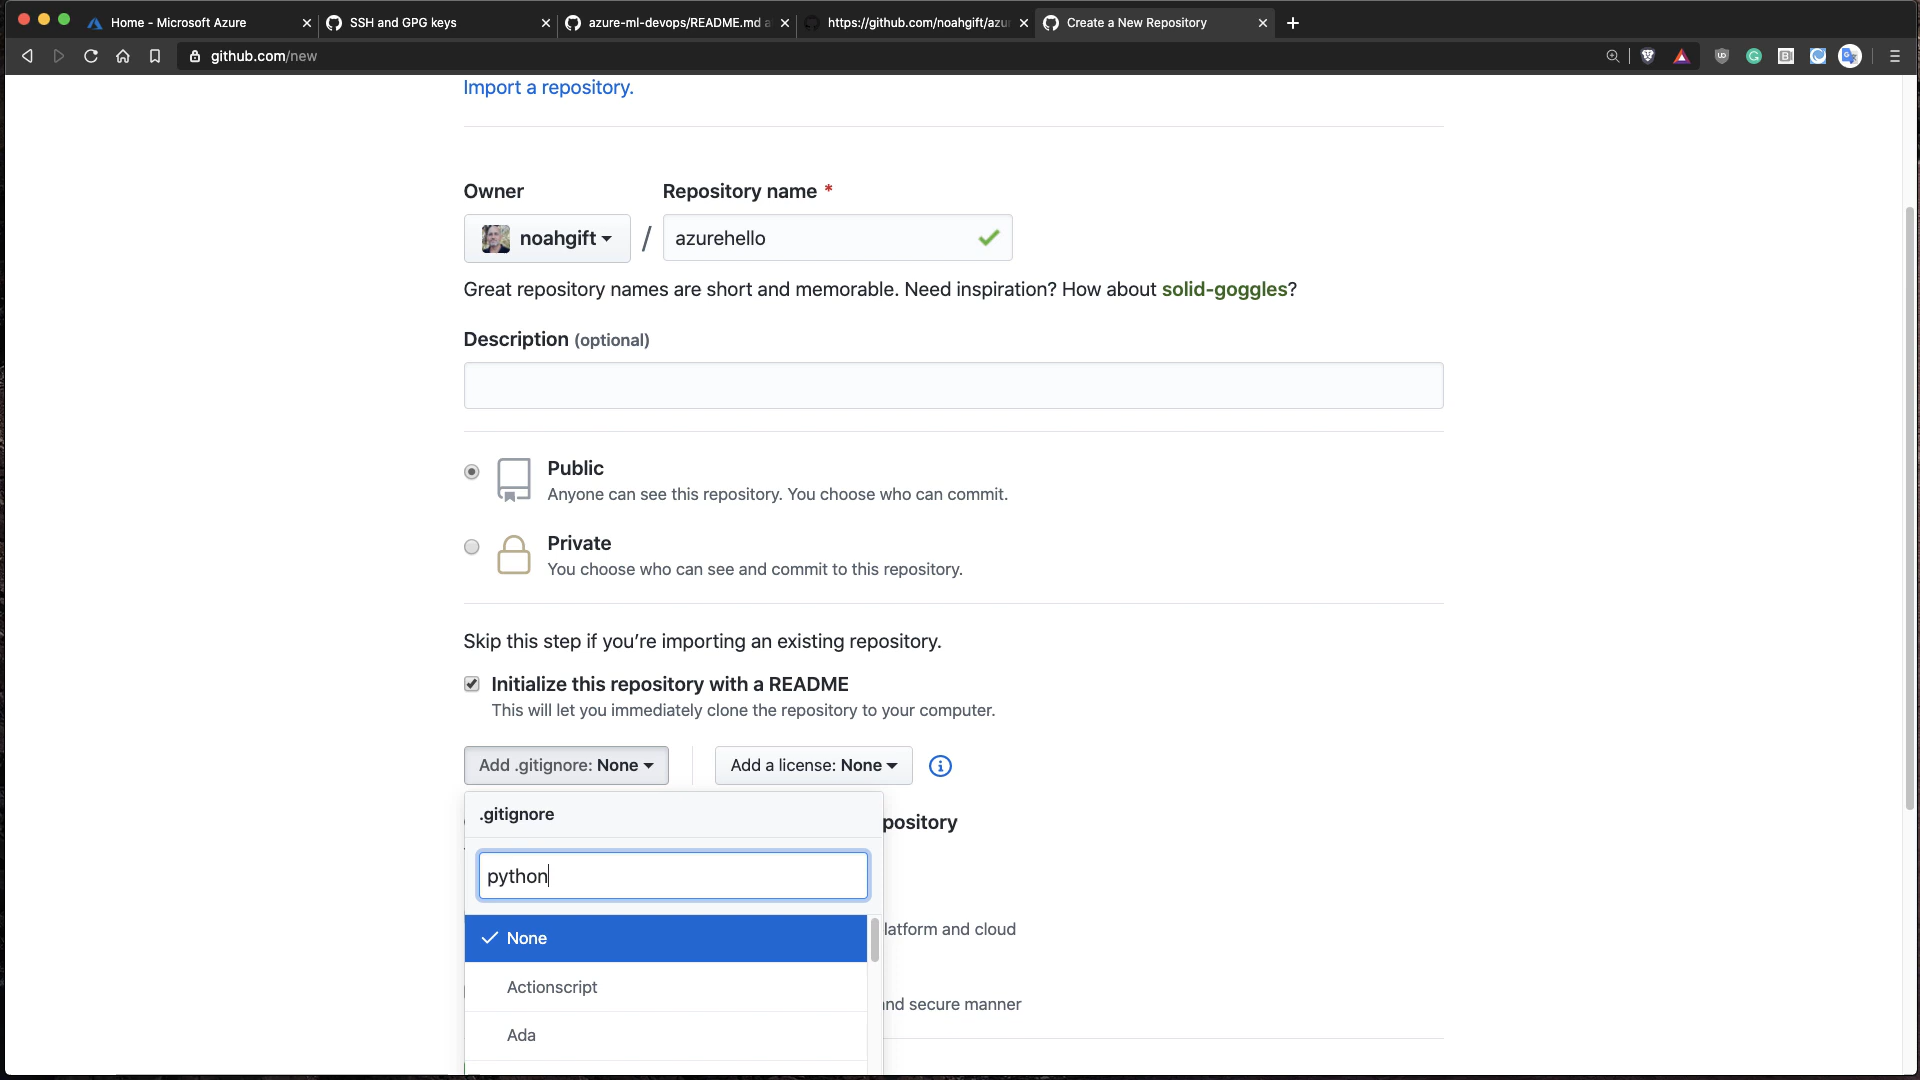 Home - Microsoft Azure
SSH and GPG keys
azure-ml-devops/README.md a
https://github.com/noahgift/azur
Create a New Repository
github.com/new
Import a repository.
Owner
Repository name *
noahgift / azurehello
Great repository names are short and memorable. Need inspiration? How about solid-goggles?
Description (optional)
Public
Anyone can see this repository. You choose who can commit.
Private
You choose who can see and commit to this repository.
Skip this step if you’re importing an existing repository.
Initialize this repository with a README
This will let you immediately clone the repository to your computer.
Add .gitignore: None
Add a license: None
.gitignore
pository
python
None
latform and cloud
Actionscript
nd secure manner
Ada